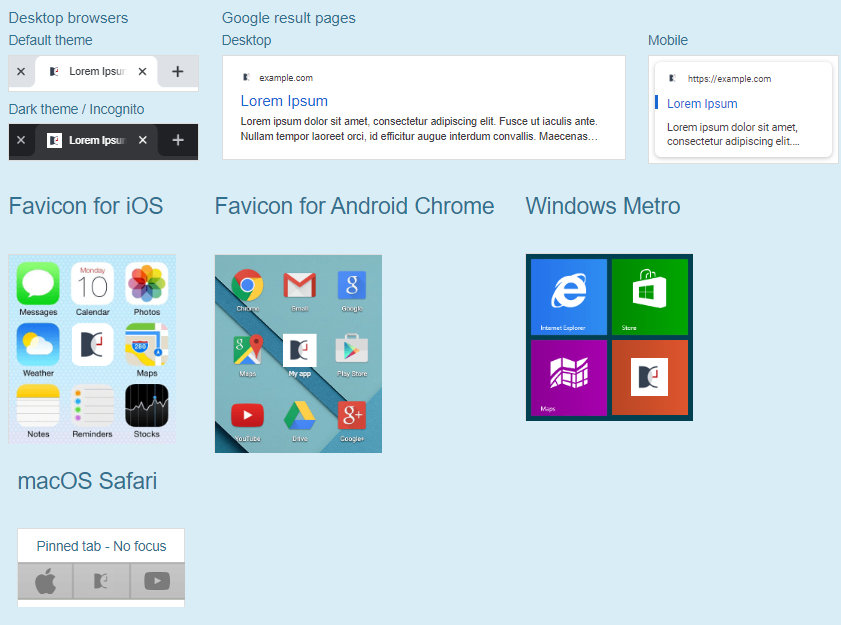 Desktop browsers
Default theme
Lorem Ipsu
Dark theme / Incognito
Lorem Ipsu
Google result pages
Desktop
example.com
Lorem Ipsum
Lorem ipsum dolor sit amet, consectetur adipiscing elit. Fusce ut iaculis ante.
Nullam tempor laoreet orci, id efficitur augue interdum convallis. Maecenas...
Mobile
https://example.com
Lorem Ipsum
Lorem ipsum dolor sit amet,
consectetur adipiscing elit....
Favicon for iOS
Monday
10
Messages Calendar Photos
280
Weather Maps
Notes Reminders Stocks
Favicon for Android Chrome
g
Chrome Gmail Google
g
Maps My app Play Store
g+
YouTube Drive Google+
Windows Metro
Internet Explorer Store
Maps
macOS Safari
Pinned tab - No focus